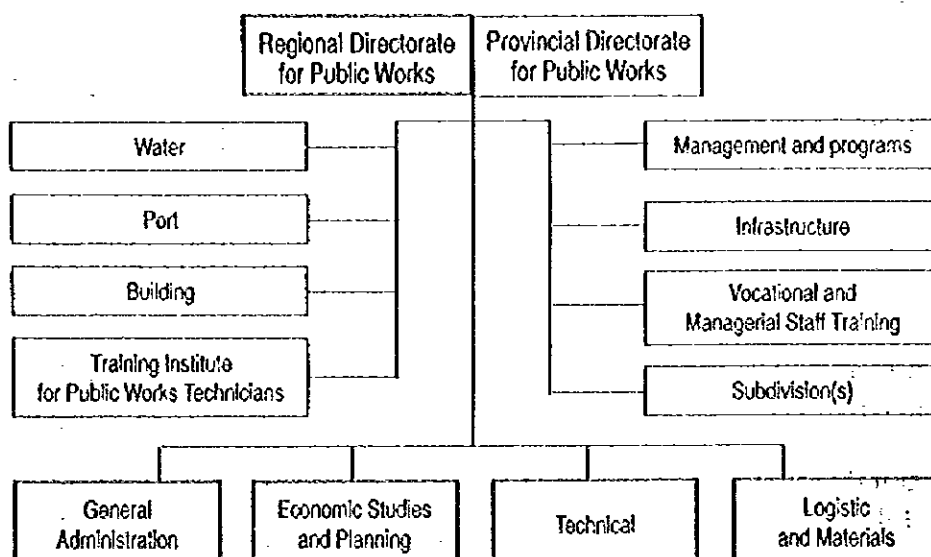 Regional Directorate
for Public Works
Provincial Directorate
for Public Works
Water
Port
Building
Training Institute
for Public Works Technicians
Management and programs
Infrastructure
Vocational and
Managerial Staff Training
Subdivision(s)
General
Administration
Economic Studies
and Planning
Technical
Logistic
and Materials